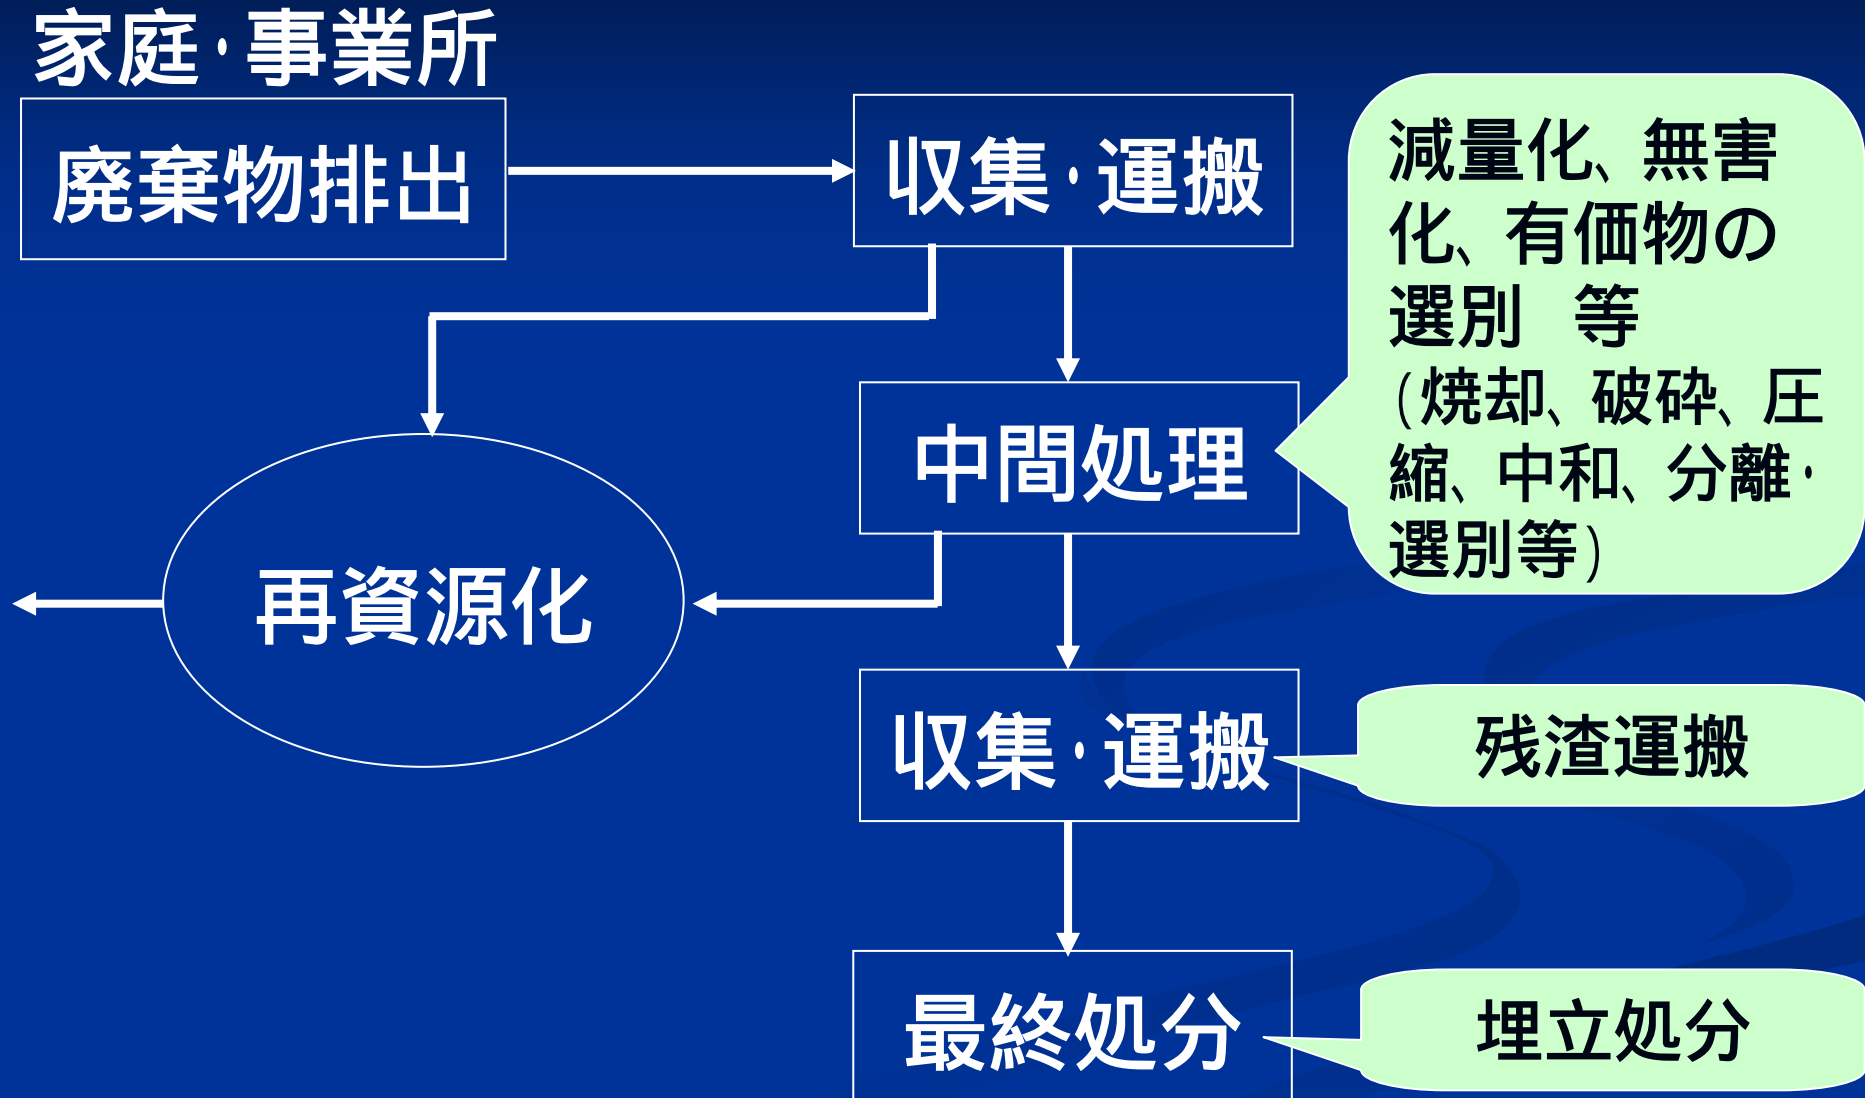 家庭・事業所
廃棄物排出
収集・運搬
減量化、無害
化、有価物の
選別　等
（焼却、破砕、圧
縮、中和、分離・
選別等）
中間処理
再資源化
収集・運搬
残渣運搬
最終処分
埋立処分